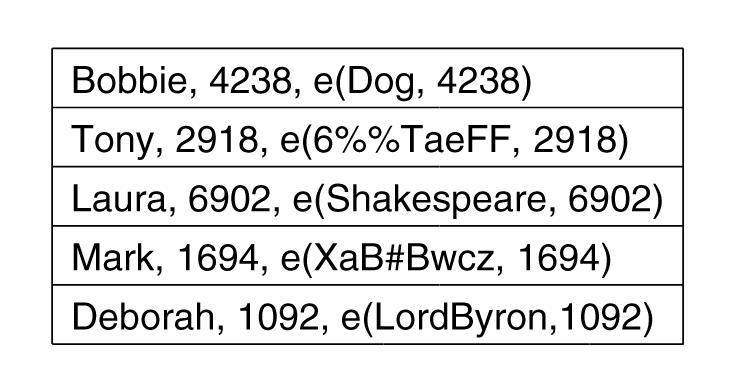 Bobbie, 4238, e(Dog, 4238)
Tony, 2918, e(6%%TaeFF, 2918)
Laura, 6902, e(Shakespeare, 6902)
Mark, 1694, e(XaB#Bwcz, 1694)
Deborah, 1092, e(LordByron,1092)